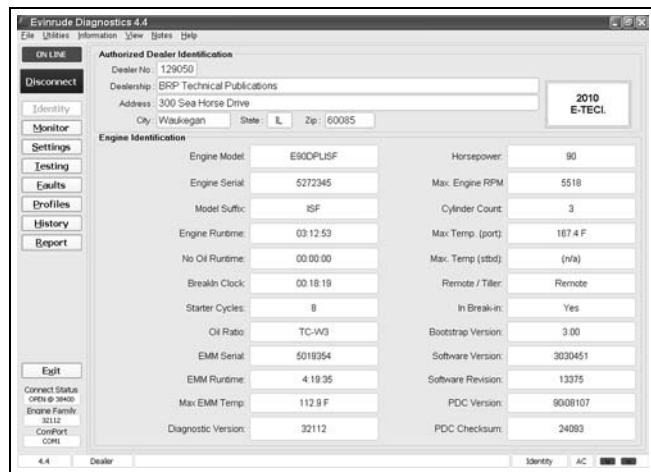 Evinrude Diagnostics 4.4
File Utilities Information View Notes Help
ON LINE
Disconnect
Identity
Monitor
Settings
Testing
Faults
Profiles
History
Report
Exit
Connect Status
OPEN @ 38400
Engine Family:
32112
ComPort
COM1
Authorized Dealer Identification
Dealer No: 129050
Dealership: BRP Technical Publications
Address: 300 Sea Horse Drive
City: Waukegan State: IL Zip: 60085
2010
E-TECI.
Engine Identification
Engine Model: E90DPLISF Horsepower: 90
Engine Serial: 5272345 Max. Engine RPM 5518
Model Suffix: ISF Cylinder Count: 3
Engine Runtime: 03:12:53 Max Temp. (port): 167.4 F
No Oil Runtime: 00:00:00 Max. Temp (stbd): (n/a)
BreakIn Clock: 00:18:19 Remote / Tiller: Remote
Starter Cycles: 8 In Break-in: Yes
Oil Ratio: TC-W3 Bootstrap Version: 3.00
EMM Serial: 5019354 Software Version: 3030451
EMM Runtime: 4:19:35 Software Revision: 13375
Max EMM Temp: 112.9 F PDC Version: 90/08107
Diagnostic Version: 32112 PDC Checksum: 24093
4.4 Dealer Identity AC